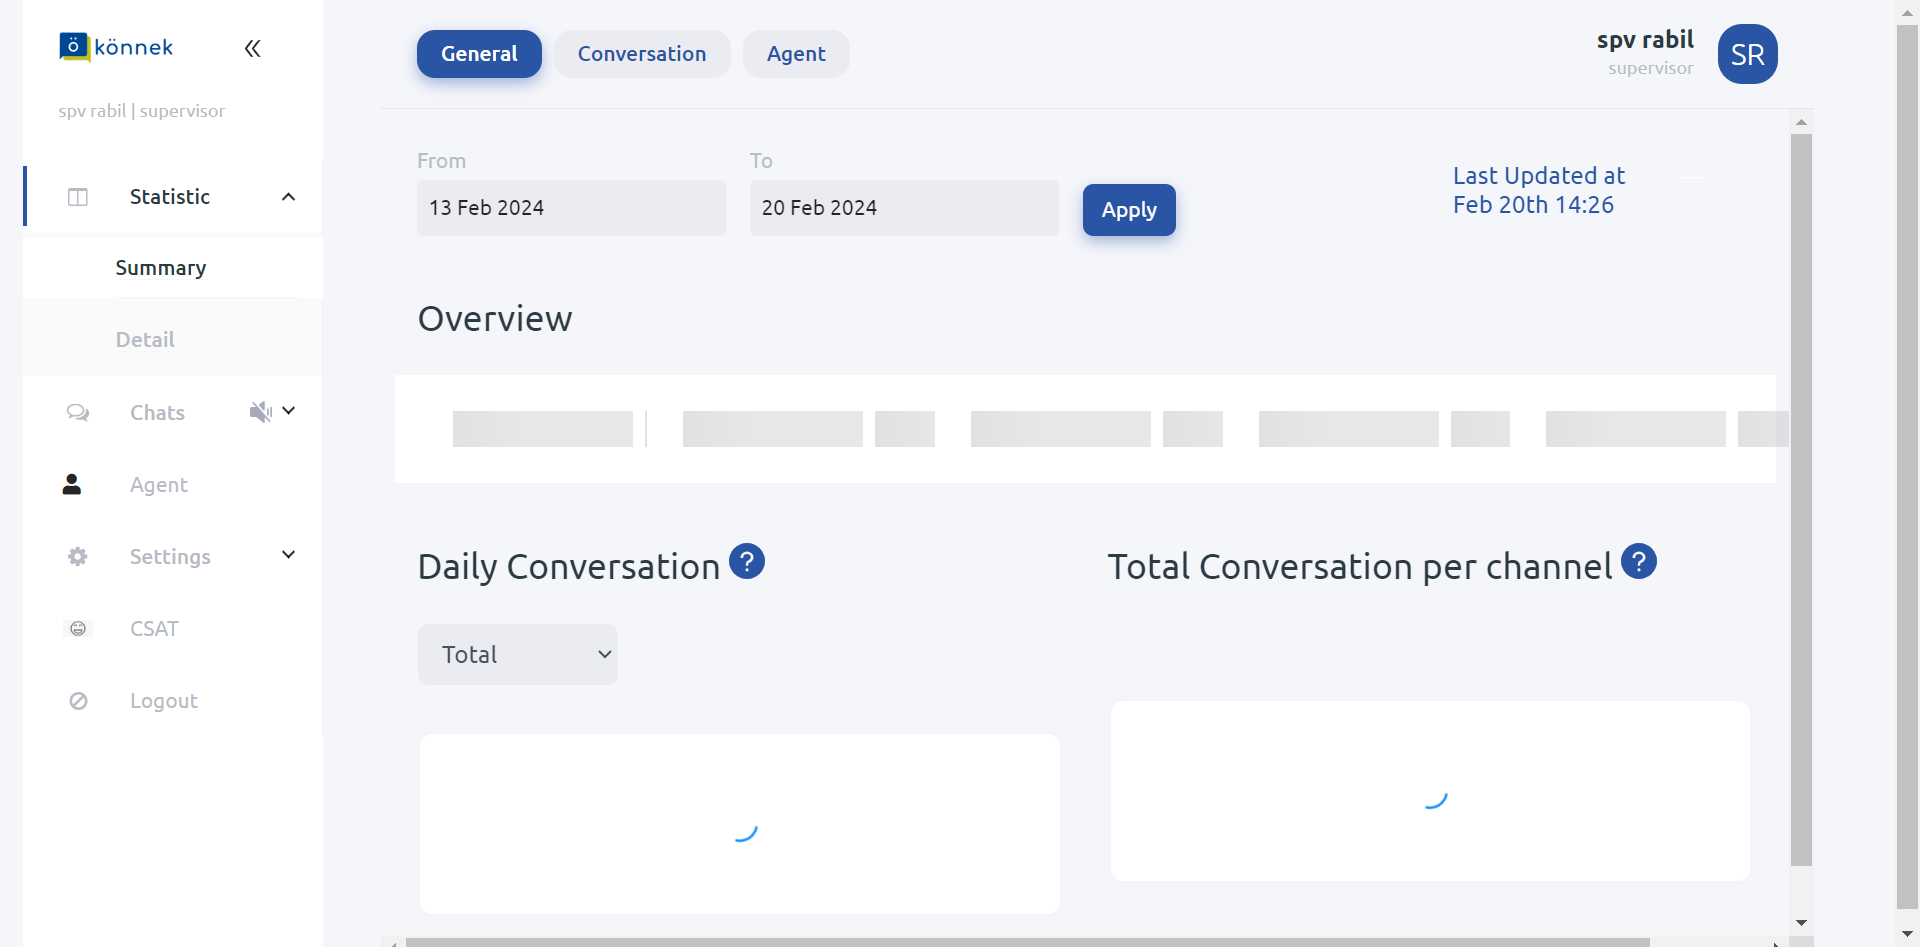 ö
könnek
spv rabil | supervisor
Statistic
Summary
Detail
Chats
Agent
Settings
CSAT
Logout
General
Conversation
Agent
spv rabil
supervisor
SR
From
To
13 Feb 2024
20 Feb 2024
Apply
Last Updated at
Feb 20th 14:26
Overview
Daily Conversation ?
Total Conversation per channel ?
Total